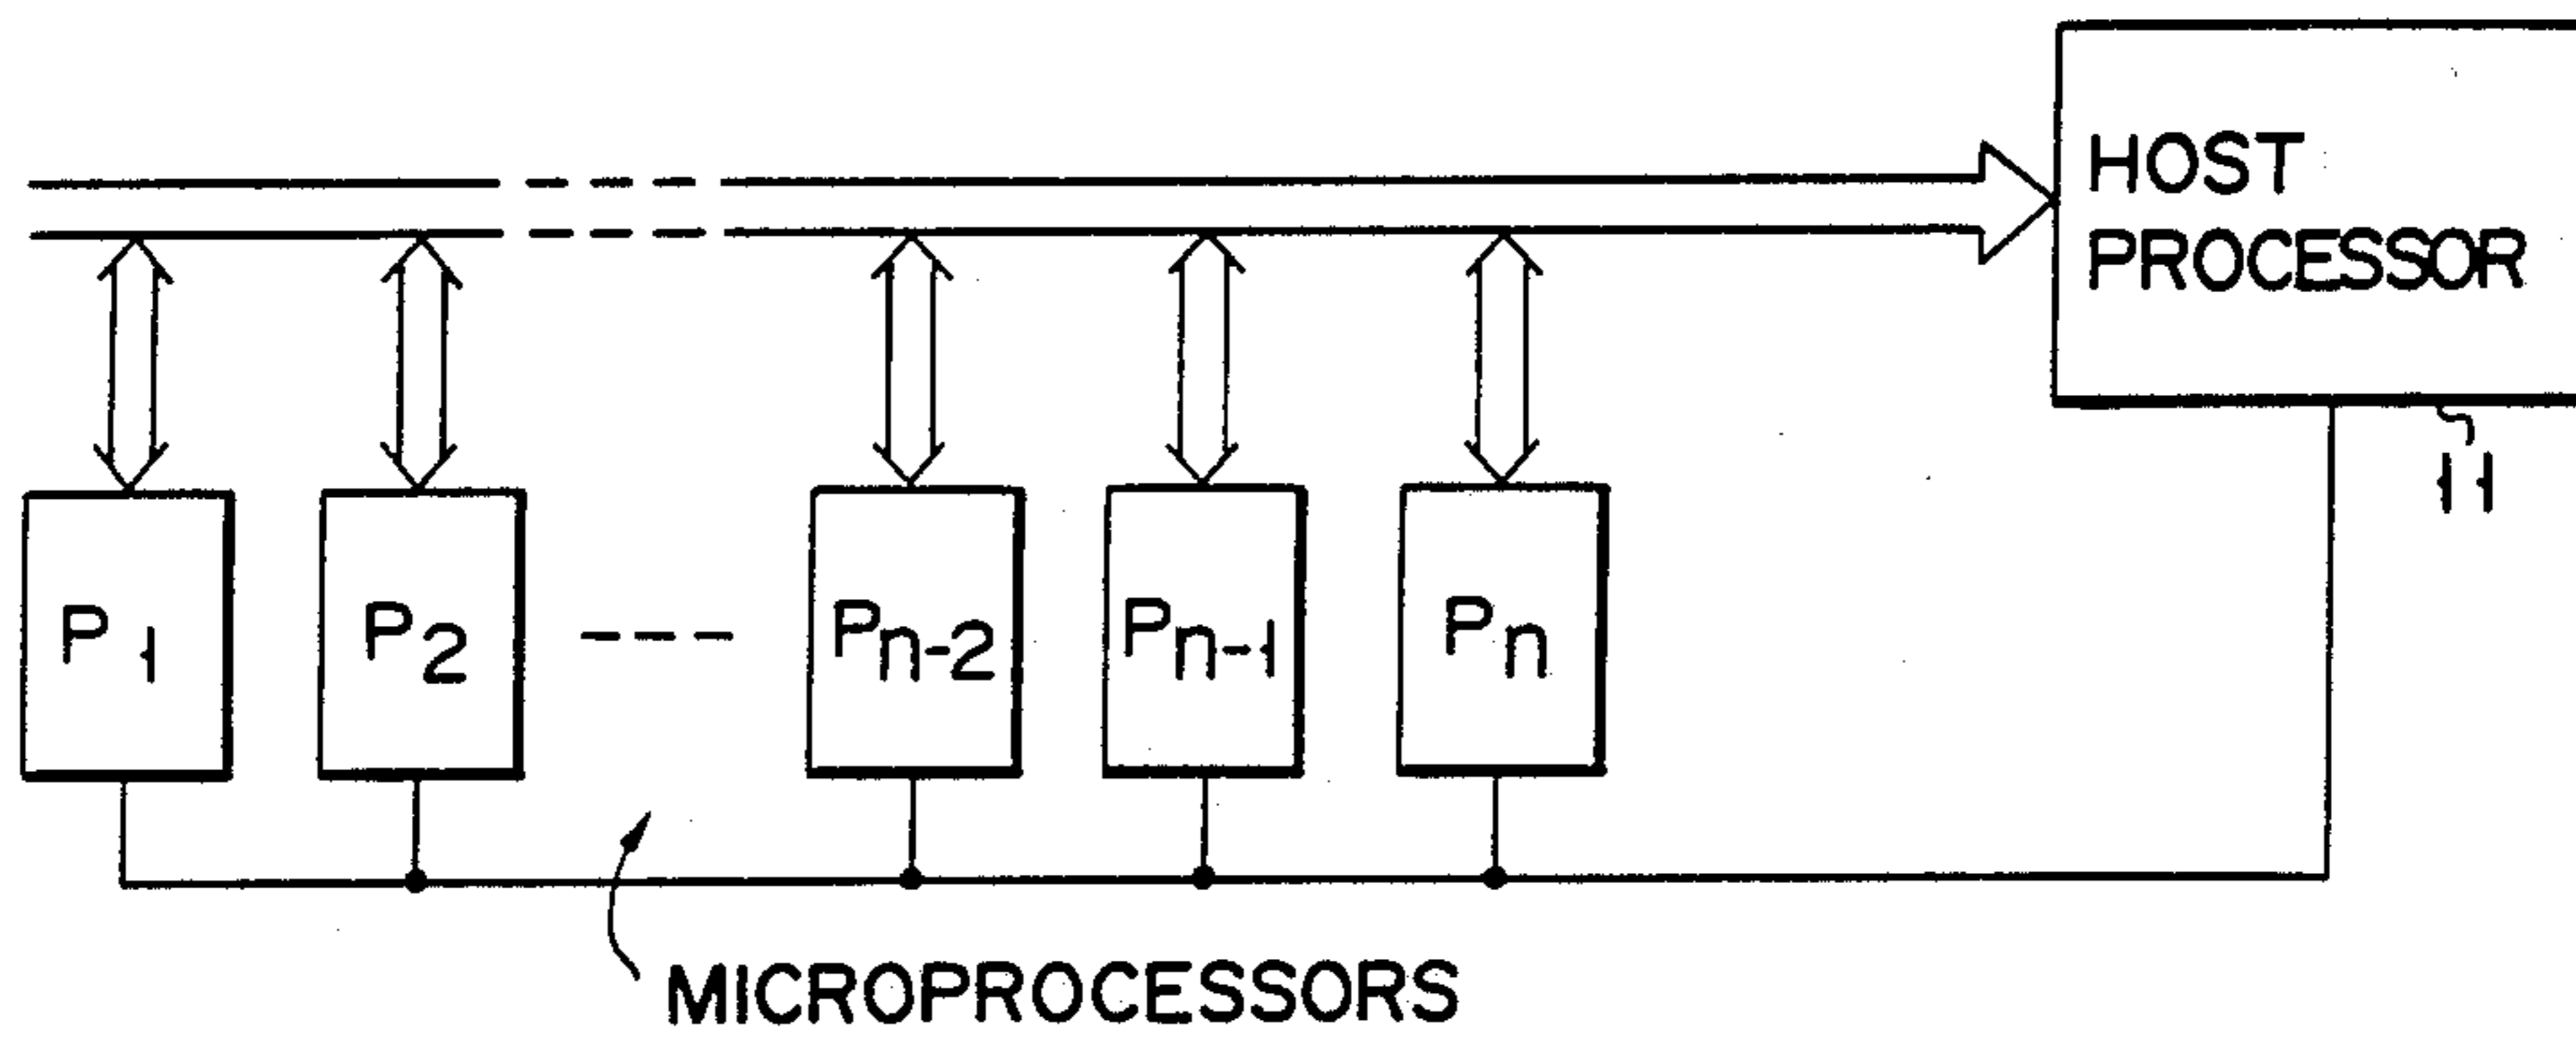 HOST
PROCESSOR
11
P1
P2
Pn-2
Pn-1
Pn
MICROPROCESSORS